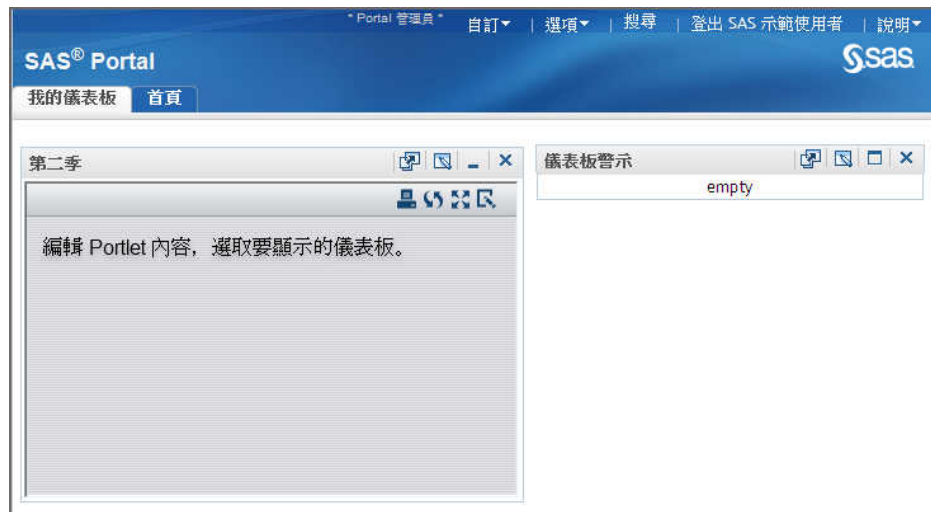 * Portal 管理員 * 自訂 | 選項 | 搜尋 | 登出 SAS 示範使用者 | 說明
SAS® Portal
sas
我的儀表板 首頁
第二季
儀表板警示
empty
編輯 Portlet 內容，選取要顯示的儀表板。